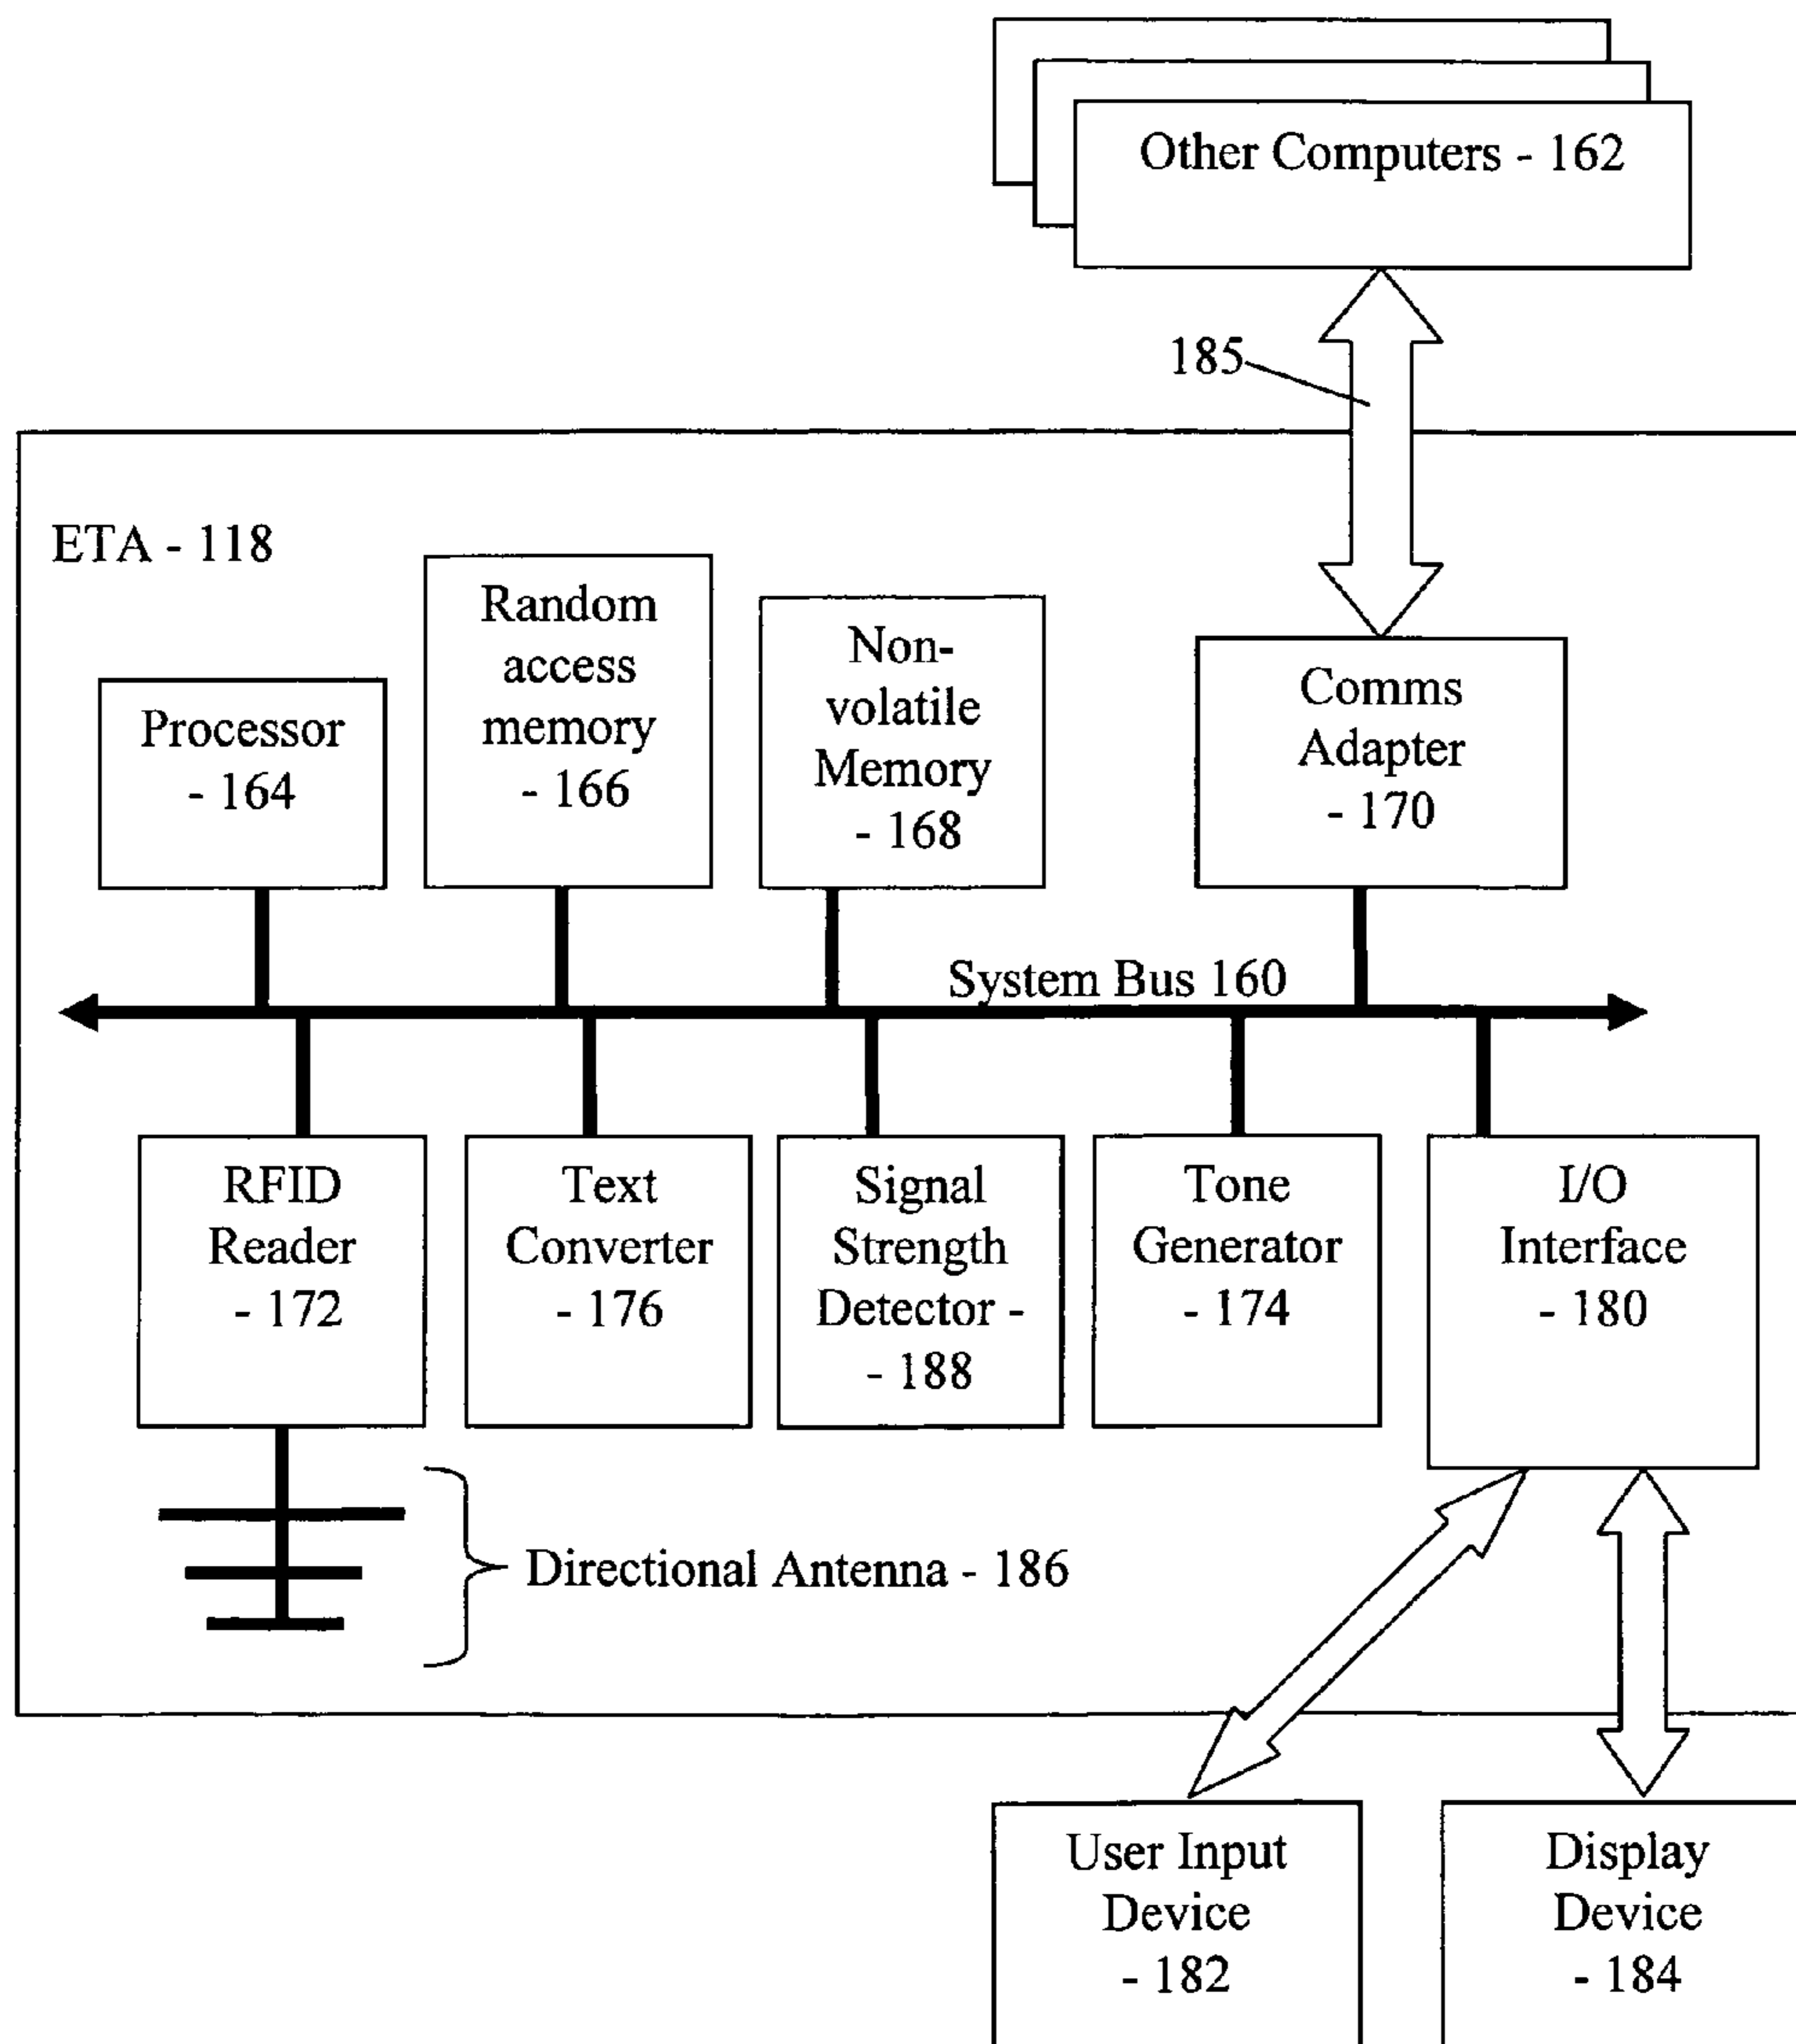 Other Computers - 162
185
ETA - 118
Random
access
memory
- 166
Non-
volatile
Memory
- 168
Processor
- 164
Comms
Adapter
- 170
System Bus 160
RFID
Reader
- 172
Text
Converter
- 176
Signal
Strength
Detector -
- 188
Tone
Generator
- 174
I/O
Interface
- 180
Directional Antenna - 186
User Input
Device
- 182
Display
Device
- 184